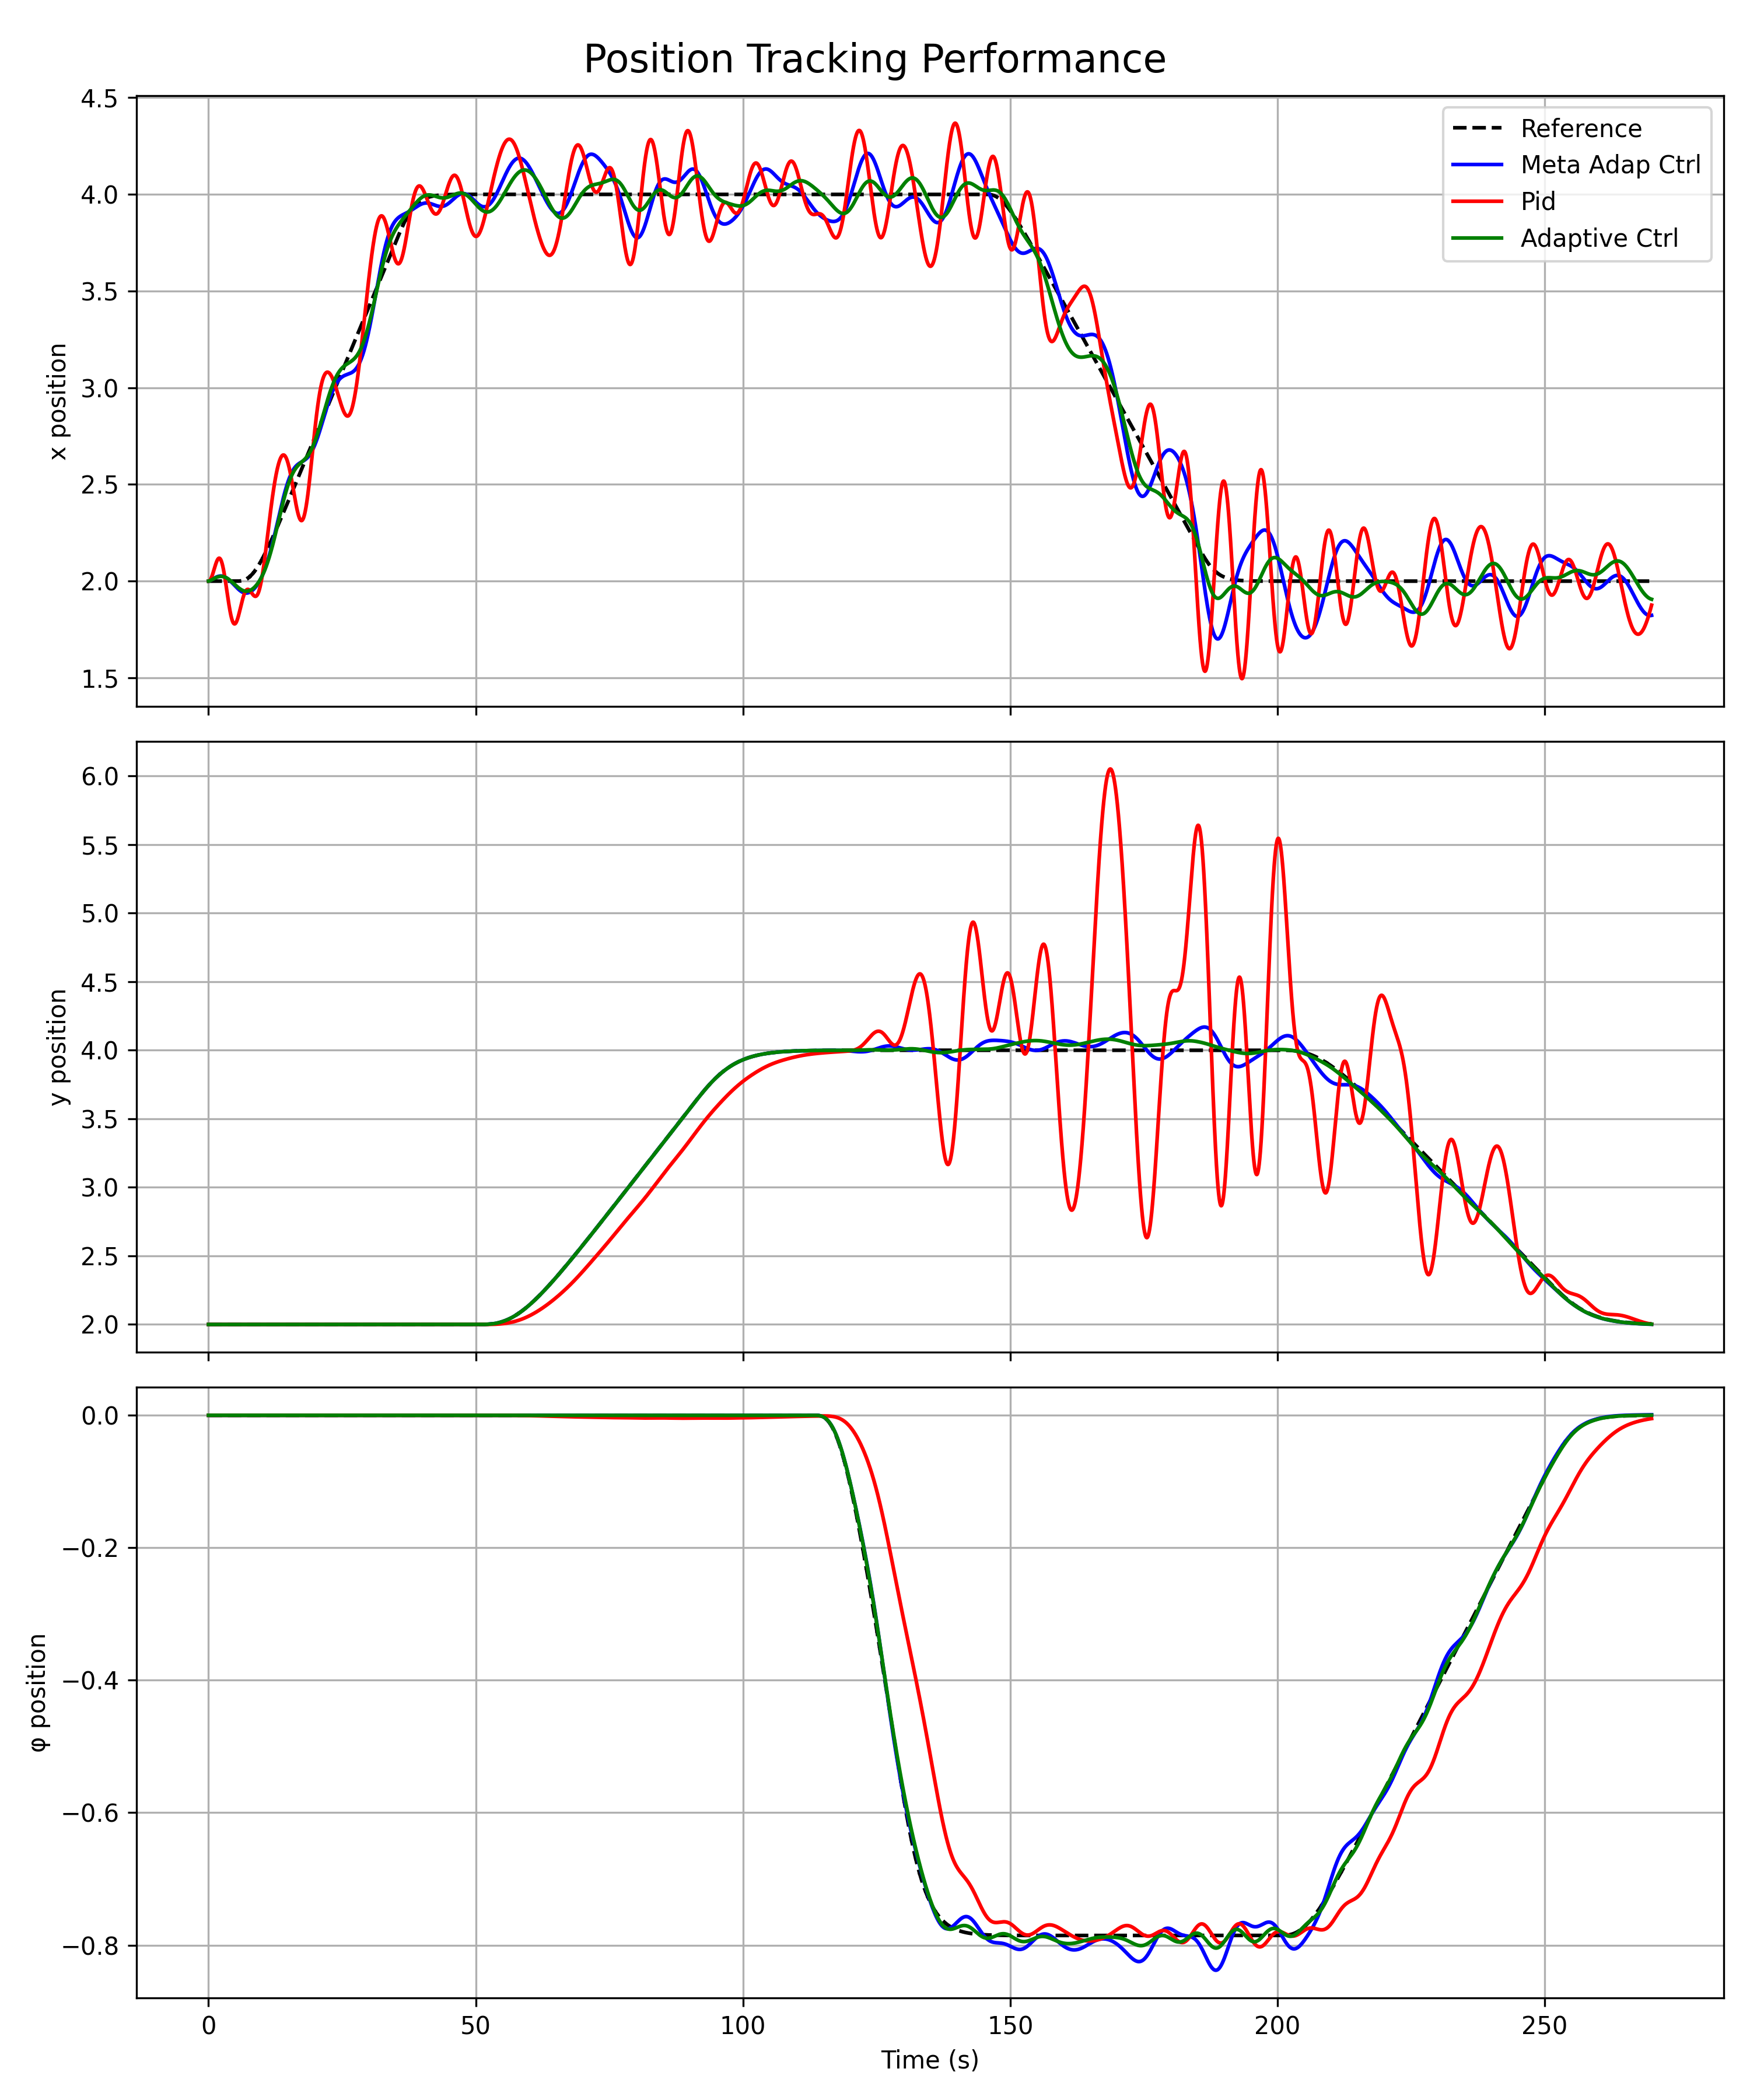 Position Tracking Performance
4.5
4.0
3.5
3.0
2.5
2.0
1.5
x position
Reference
Meta Adap Ctrl
Pid
Adaptive Ctrl
6.0
5.5
5.0
4.5
4.0
3.5
3.0
2.5
2.0
y position
0.0
−0.2
−0.4
−0.6
−0.8
φ position
0 50 100 150 200 250
Time (s)